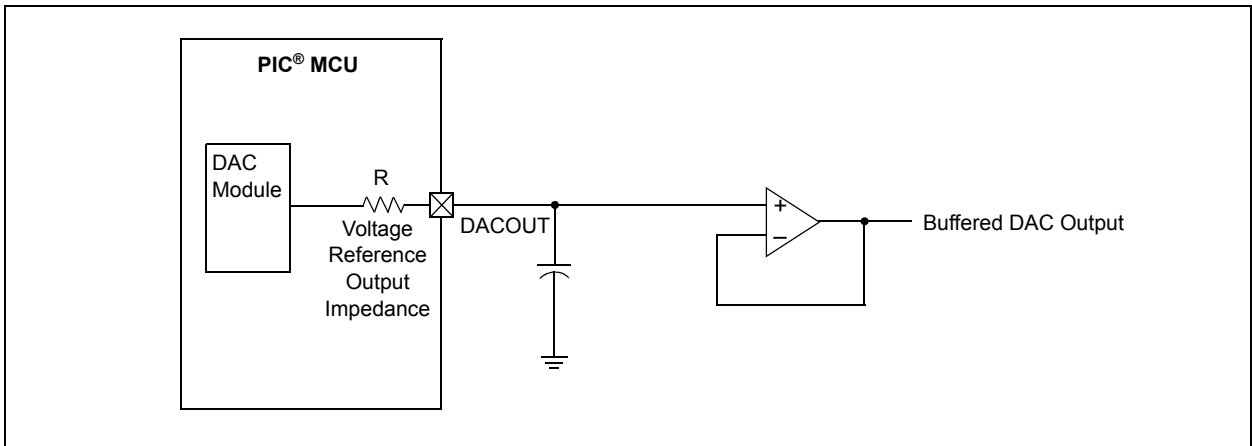 PIC® MCU
DAC
Module
R
Voltage
Reference
Output
Impedance
DACOUT
+
–
Buffered DAC Output